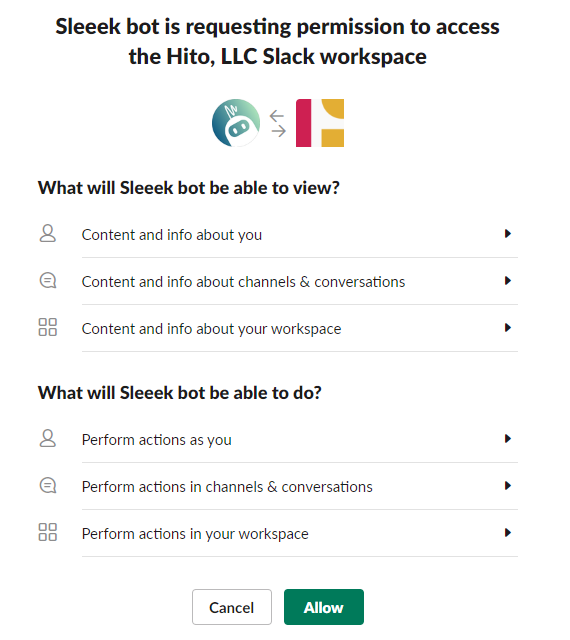 Sleeek bot is requesting permission to access
the Hito, LLC Slack workspace
What will Sleeek bot be able to view?
Content and info about you
Content and info about channels & conversations
Content and info about your workspace
What will Sleeek bot be able to do?
Perform actions as you
Perform actions in channels & conversations
Perform actions in your workspace
Cancel
Allow